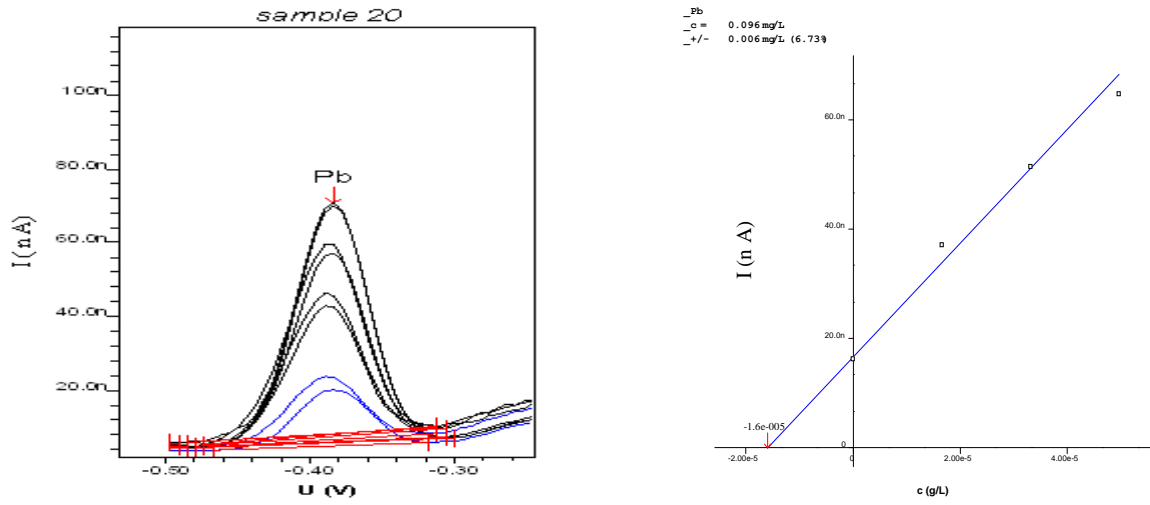 sample 20
100n
80.0n
60.0n
40.0n
20.0n
Pb
I (nA)
-0.50
-0.40
-0.30
U (V)
_Pb
_c = 0.096 mg/L
_+/- 0.006 mg/L (6.73%
60.0n
40.0n
20.0n
0
I (n A)
-1.6e-005
-2.00e-5
0
2.00e-5
4.00e-5
c (g/L)